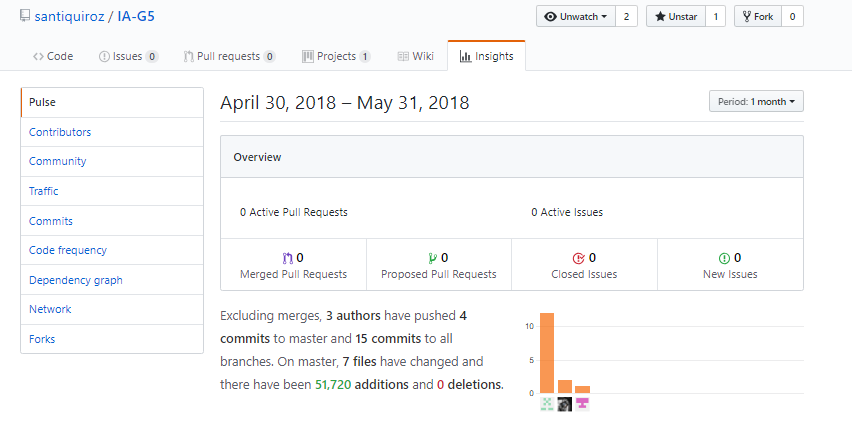 santiquiroz / IA-G5
Unwatch 2
Unstar 1
Fork 0
Code
Issues 0
Pull requests 0
Projects 1
Wiki
Insights
Pulse
Contributors
Community
Traffic
Commits
Code frequency
Dependency graph
Network
Forks
April 30, 2018 – May 31, 2018
Period: 1 month
Overview
0 Active Pull Requests
0 Active Issues
0
Merged Pull Requests
0
Proposed Pull Requests
0
Closed Issues
0
New Issues
Excluding merges, 3 authors have pushed 4
commits to master and 15 commits to all
branches. On master, 7 files have changed and
there have been 51,720 additions and 0 deletions.
10
5
0